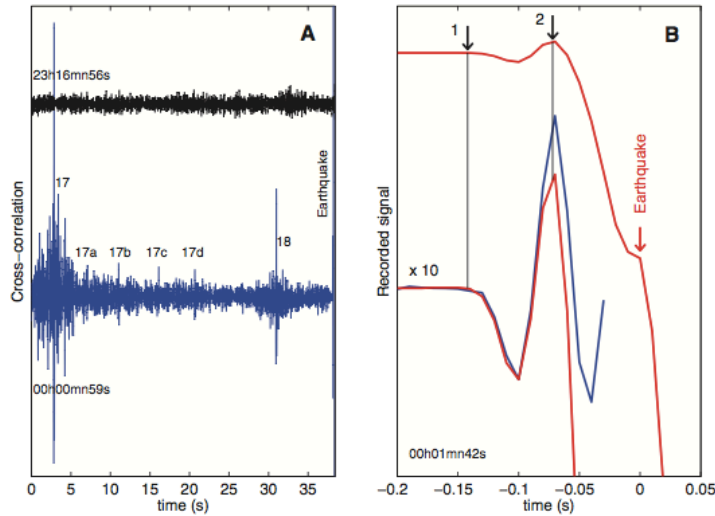 A
23h16mn56s
17
17a 17b 17c 17d
18
00h00mn59s
Earthquake
Cross−correlation
0 5 10 15 20 25 30 35
time (s)
B
1
2
Earthquake
x 10
00h01mn42s
Recorded signal
−0.2 −0.15 −0.1 −0.05 0 0.05
time (s)